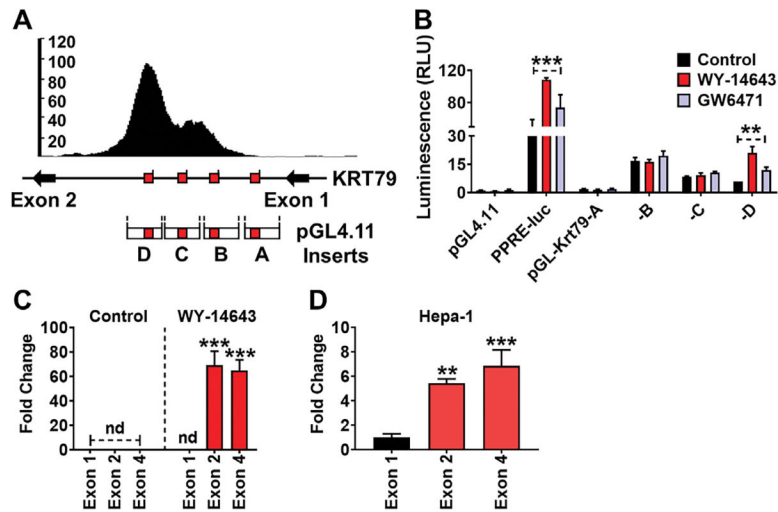 A
120
100
80
60
40
20
KRT79
Exon 2
Exon 1
pGL4.11
D C B A Inserts
B
Luminescence (RLU)
120
80
30
15
0
***
**
Control
WY-14643
GW6471
pGL4.11
PPRE-luc
pGL-Krt79-A
-B
-C
-D
C
Control WY-14643
Fold Change
100
80
60
40
20
0
nd
nd
***
***
Exon 1
Exon 2
Exon 4
Exon 1
Exon 2
Exon 4
D
Hepa-1
Fold Change
10
8
6
4
2
0
**
***
Exon 1
Exon 2
Exon 4